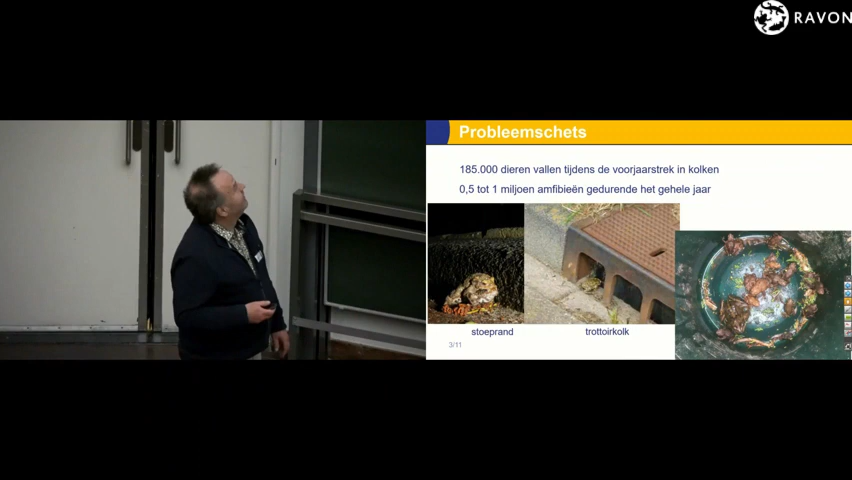 RAVON
Probleemschets
185.000 dieren vallen tijdens de voorjaarstrek in kolken
0,5 tot 1 miljoen amfibieën gedurende het gehele jaar
stoeprand
trottoirkolk
3/11